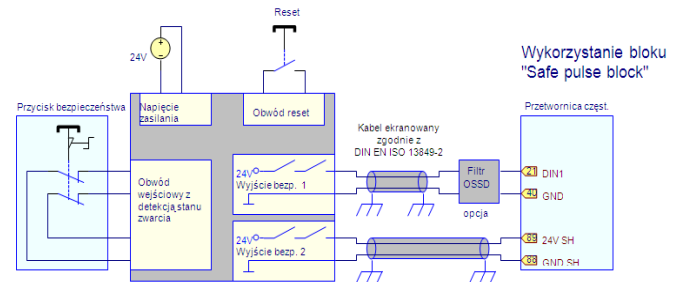 Reset
24V
Wykorzystanie bloku
"Safe pulse block"
Przycisk bezpieczeństwa
Napięcie
zasilania
Obwód reset
Przetwornica częst.
Kabel ekranowany
zgodnie z
DIN EN ISO 13849-2
Obwód
wejściowy z
detekcją stanu
zwarcia
24V
Wyjście bezp. 1
Filtr
OSSD
opcja
21 DIN1
40 GND
24V
Wyjście bezp. 2
89 24V SH
88 GND SH